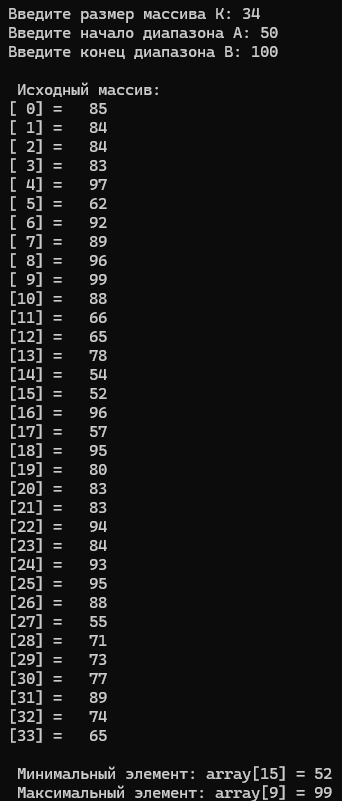 Введите размер массива K: 34
Введите начало диапазона A: 50
Введите конец диапазона B: 100
Исходный массив:
[ 0] =   85
[ 1] =   84
[ 2] =   84
[ 3] =   83
[ 4] =   97
[ 5] =   62
[ 6] =   92
[ 7] =   89
[ 8] =   96
[ 9] =   99
[10] =   88
[11] =   66
[12] =   65
[13] =   78
[14] =   54
[15] =   52
[16] =   96
[17] =   57
[18] =   95
[19] =   80
[20] =   83
[21] =   83
[22] =   94
[23] =   84
[24] =   93
[25] =   95
[26] =   88
[27] =   55
[28] =   71
[29] =   73
[30] =   77
[31] =   89
[32] =   74
[33] =   65
Минимальный элемент: array[15] = 52
Максимальный элемент: array[9] = 99